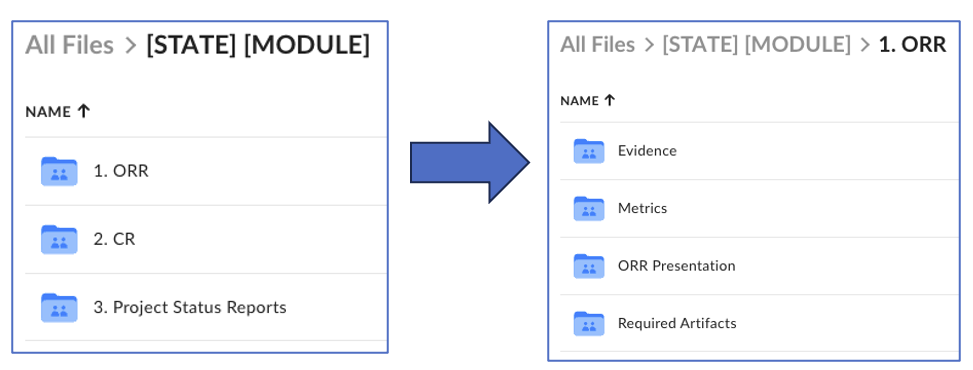 All Files > [STATE] [MODULE]
NAME ↑
1. ORR
2. CR
3. Project Status Reports
All Files > [STATE] [MODULE] > 1. ORR
NAME ↑
Evidence
Metrics
ORR Presentation
Required Artifacts